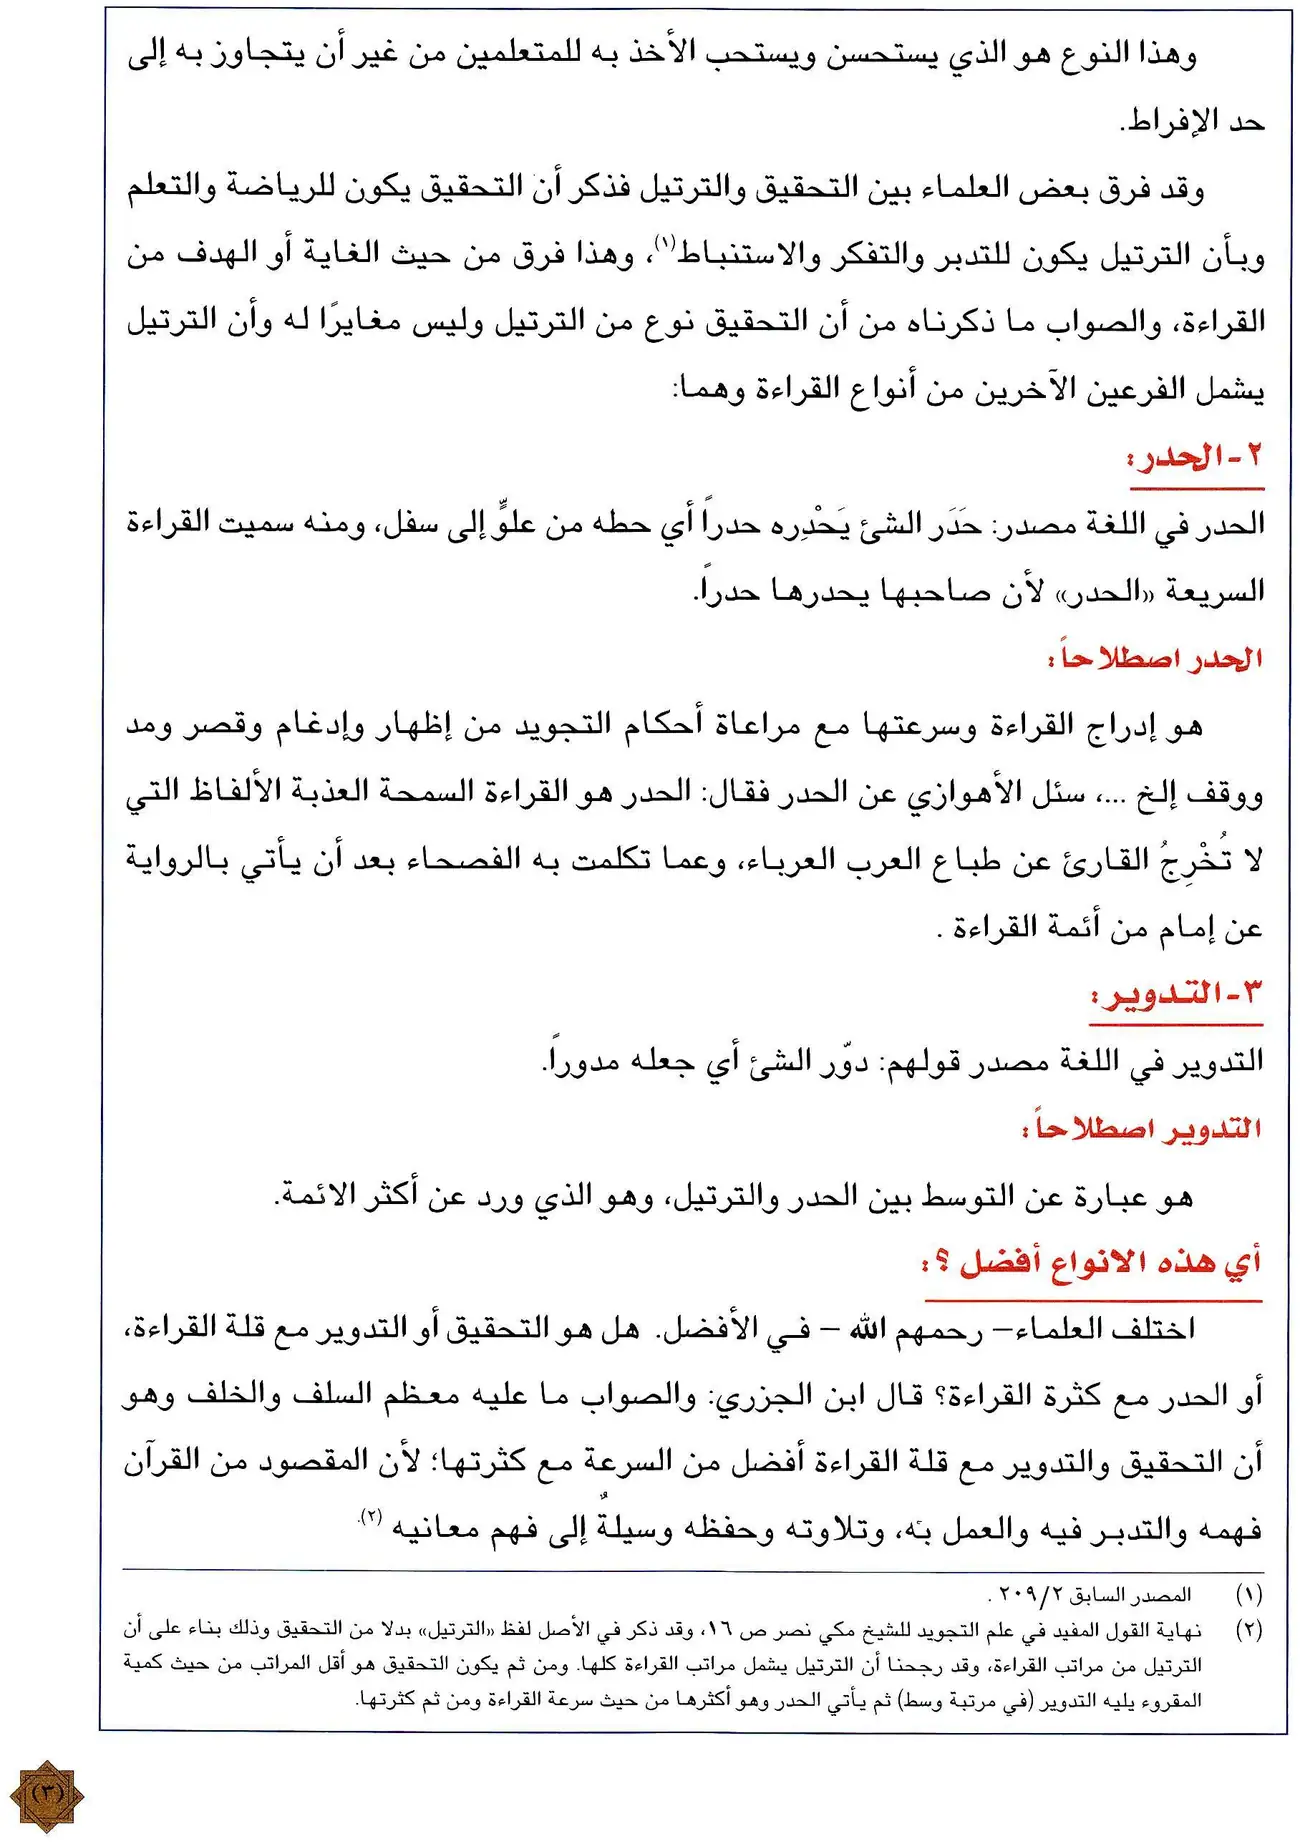 وهذا النوع هو الذي يستحسن ويستحب الأخذ به للمتعلمين من غير أن يتجاوز به إلى
حد الإفراط.
وقد فرق بعض العلماء بين التحقيق والترتيل فذكر أن التحقيق يكون للرياضة والتعلم
وبأن الترتيل يكون للتدبر والتفكر والاستنباط(١)، وهذا فرق من حيث الغاية أو الهدف من
القراءة، والصواب ما ذكرناه من أن التحقيق نوع من الترتيل وليس مغايرًا له وأن الترتيل
يشمل الفرعين الآخرين من أنواع القراءة وهما:
٢-الحدر:
الحدر في اللغة مصدر: حَدَر الشئ يَحْدِره حدراً أي حطه من علوٍّ إلى سفل، ومنه سميت القراءة
السريعة «الحدر» لأن صاحبها يحدرها حدراً.
الحدر اصطلاحاً:
هو إدراج القراءة وسرعتها مع مراعاة أحكام التجويد من إظهار وإدغام وقصر ومد
ووقف إلخ ...، سئل الأهوازي عن الحدر فقال: الحدر هو القراءة السمحة العذبة الألفاظ التي
لا تُخْرِجُ القارئ عن طباع العرب العرباء، وعما تكلمت به الفصحاء بعد أن يأتي بالرواية
عن إمام من أئمة القراءة .
٣-التدوير:
التدوير في اللغة مصدر قولهم: دوّر الشئ أي جعله مدوراً.
التدوير اصطلاحاً:
هو عبارة عن التوسط بين الحدر والترتيل، وهو الذي ورد عن أكثر الائمة.
أي هذه الانواع أفضل ؟:
اختلف العلماء– رحمهم الله – في الأفضل. هل هو التحقيق أو التدوير مع قلة القراءة،
أو الحدر مع كثرة القراءة؟ قال ابن الجزري: والصواب ما عليه معظم السلف والخلف وهو
أن التحقيق والتدوير مع قلة القراءة أفضل من السرعة مع كثرتها؛ لأن المقصود من القرآن
فهمه والتدبر فيه والعمل به، وتلاوته وحفظه وسيلةٌ إلى فهم معانيه (٢).
(١) المصدر السابق ٢٠٩/٢ .
(٢) نهاية القول المفيد في علم التجويد للشيخ مكي نصر ص ١٦، وقد ذكر في الأصل لفظ «الترتيل» بدلا من التحقيق وذلك بناء على أن
الترتيل من مراتب القراءة، وقد رجحنا أن الترتيل يشمل مراتب القراءة كلها. ومن ثم يكون التحقيق هو أقل المراتب من حيث كمية
المقروء يليه التدوير (في مرتبة وسط) ثم يأتي الحدر وهو أكثرها من حيث سرعة القراءة ومن ثم كثرتها.
(٣)